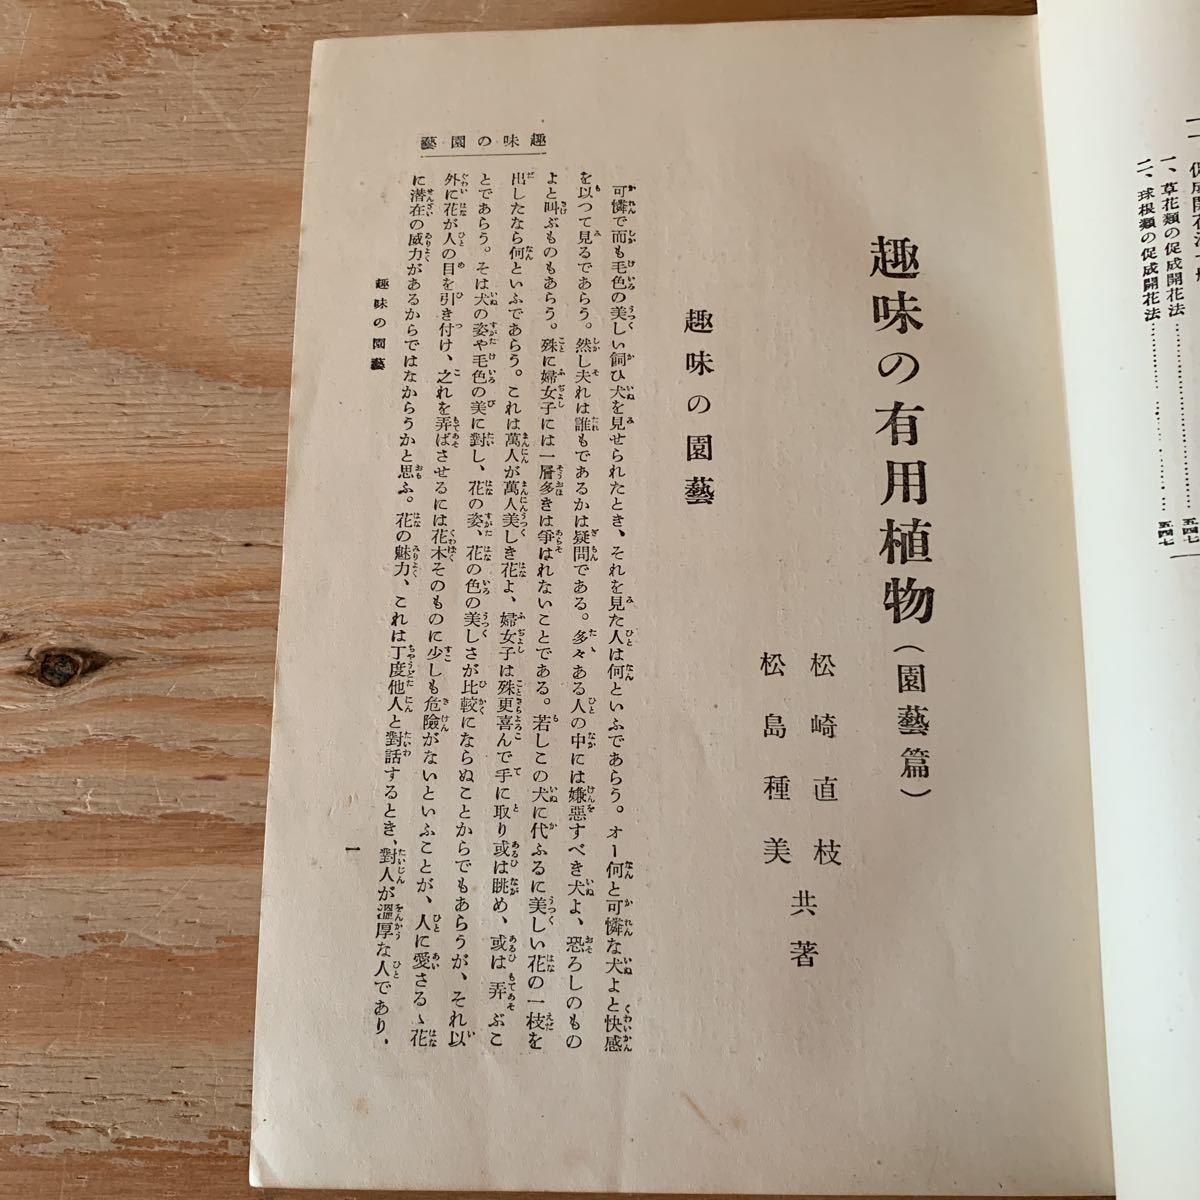 一、草花類の促成開花法……………………五四七
二、球根類の促成開花法……………………五四七
趣味の有用植物（園藝篇）
松崎直枝
松島種美
共著
趣味の園藝
可憐で而も毛色の美しい飼ひ犬を見せられたとき、それを見た人は何といふであらう。オー何と可憐な犬よと快感
を以つて見るであらう。然し夫れは誰もであるかは疑問である。多々ある人の中には嫌惡すべき犬よ、恐ろしのもの
よと叫ぶものもあらう。殊に婦女子には一層多きは爭はれないことである。若しこの犬に代ふるに美しい花の一枝を
出したなら何といふであらう。これは萬人が萬人美しき花よ、婦女子は殊更喜んで手に取り或は眺め、或は弄ぶこ
とであらう。そは犬の姿や毛色の美に對し、花の姿、花の色の美しさが比較にならぬことからでもあらうが、それ以
外に花が人の目を引き付け、之れを弄ばさせるには花木そのものに少しも危險がないといふことが、人に愛さるゝ花
に潜在の威力があるからではなからうかと思ふ。花の魅力、これは丁度他人と對話するとき、對人が溫厚な人であり、
趣味の園藝
趣味の園藝
一